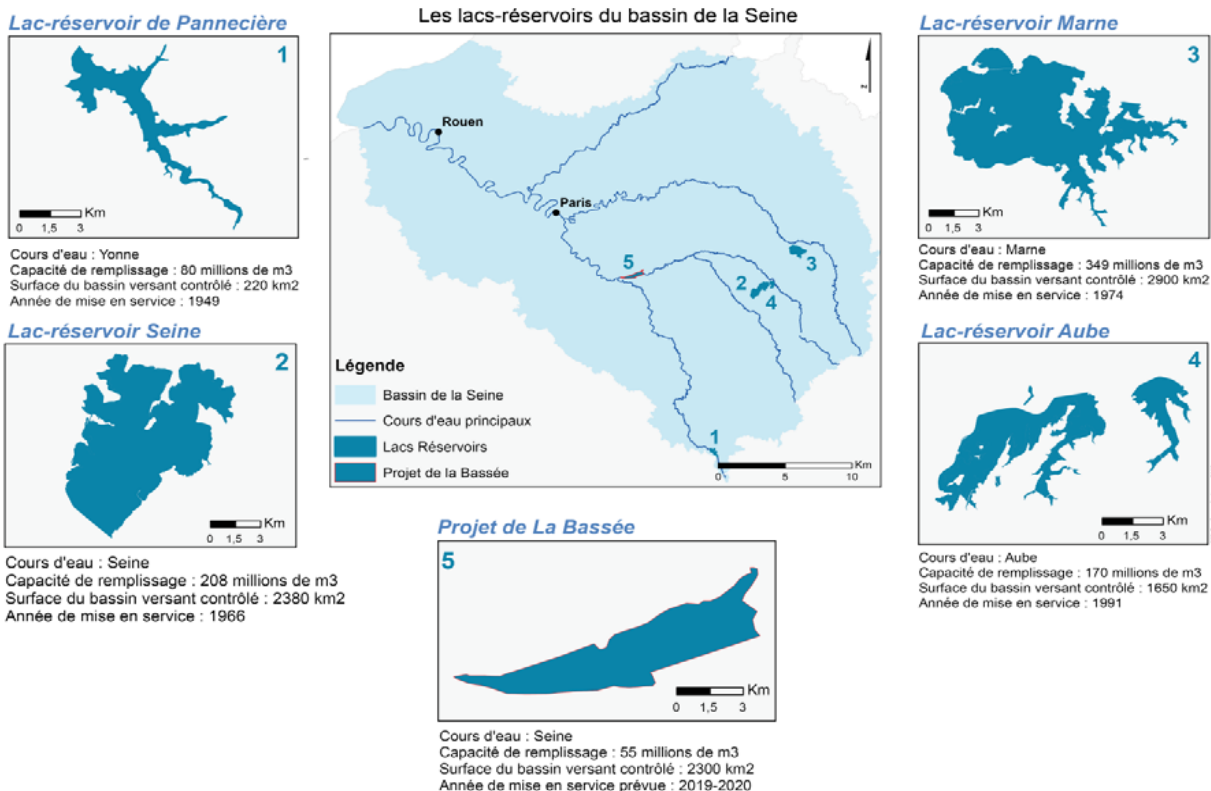 Les lacs-réservoirs du bassin de la Seine
Lac-réservoir de Pannecière
1
Km
0 1,5 3
Cours d'eau : Yonne
Capacité de remplissage : 80 millions de m3
Surface du bassin versant contrôlé : 220 km2
Année de mise en service : 1949
Lac-réservoir Seine
2
Km
0 1,5 3
Cours d'eau : Seine
Capacité de remplissage : 208 millions de m3
Surface du bassin versant contrôlé : 2380 km2
Année de mise en service : 1966
N
Rouen
Paris
5
3
2
4
1
Légende
Bassin de la Seine
Cours d'eau principaux
Lacs Réservoirs
Projet de la Bassée
Km
0 5 10
Projet de La Bassée
5
Km
0 1,5 3
Cours d'eau : Seine
Capacité de remplissage : 55 millions de m3
Surface du bassin versant contrôlé : 2300 km2
Année de mise en service prévue : 2019-2020
Lac-réservoir Marne
3
Km
0 1,5 3
Cours d'eau : Marne
Capacité de remplissage : 349 millions de m3
Surface du bassin versant contrôlé : 2900 km2
Année de mise en service : 1974
Lac-réservoir Aube
4
Km
0 1,5 3
Cours d'eau : Aube
Capacité de remplissage : 170 millions de m3
Surface du bassin versant contrôlé : 1650 km2
Année de mise en service : 1991